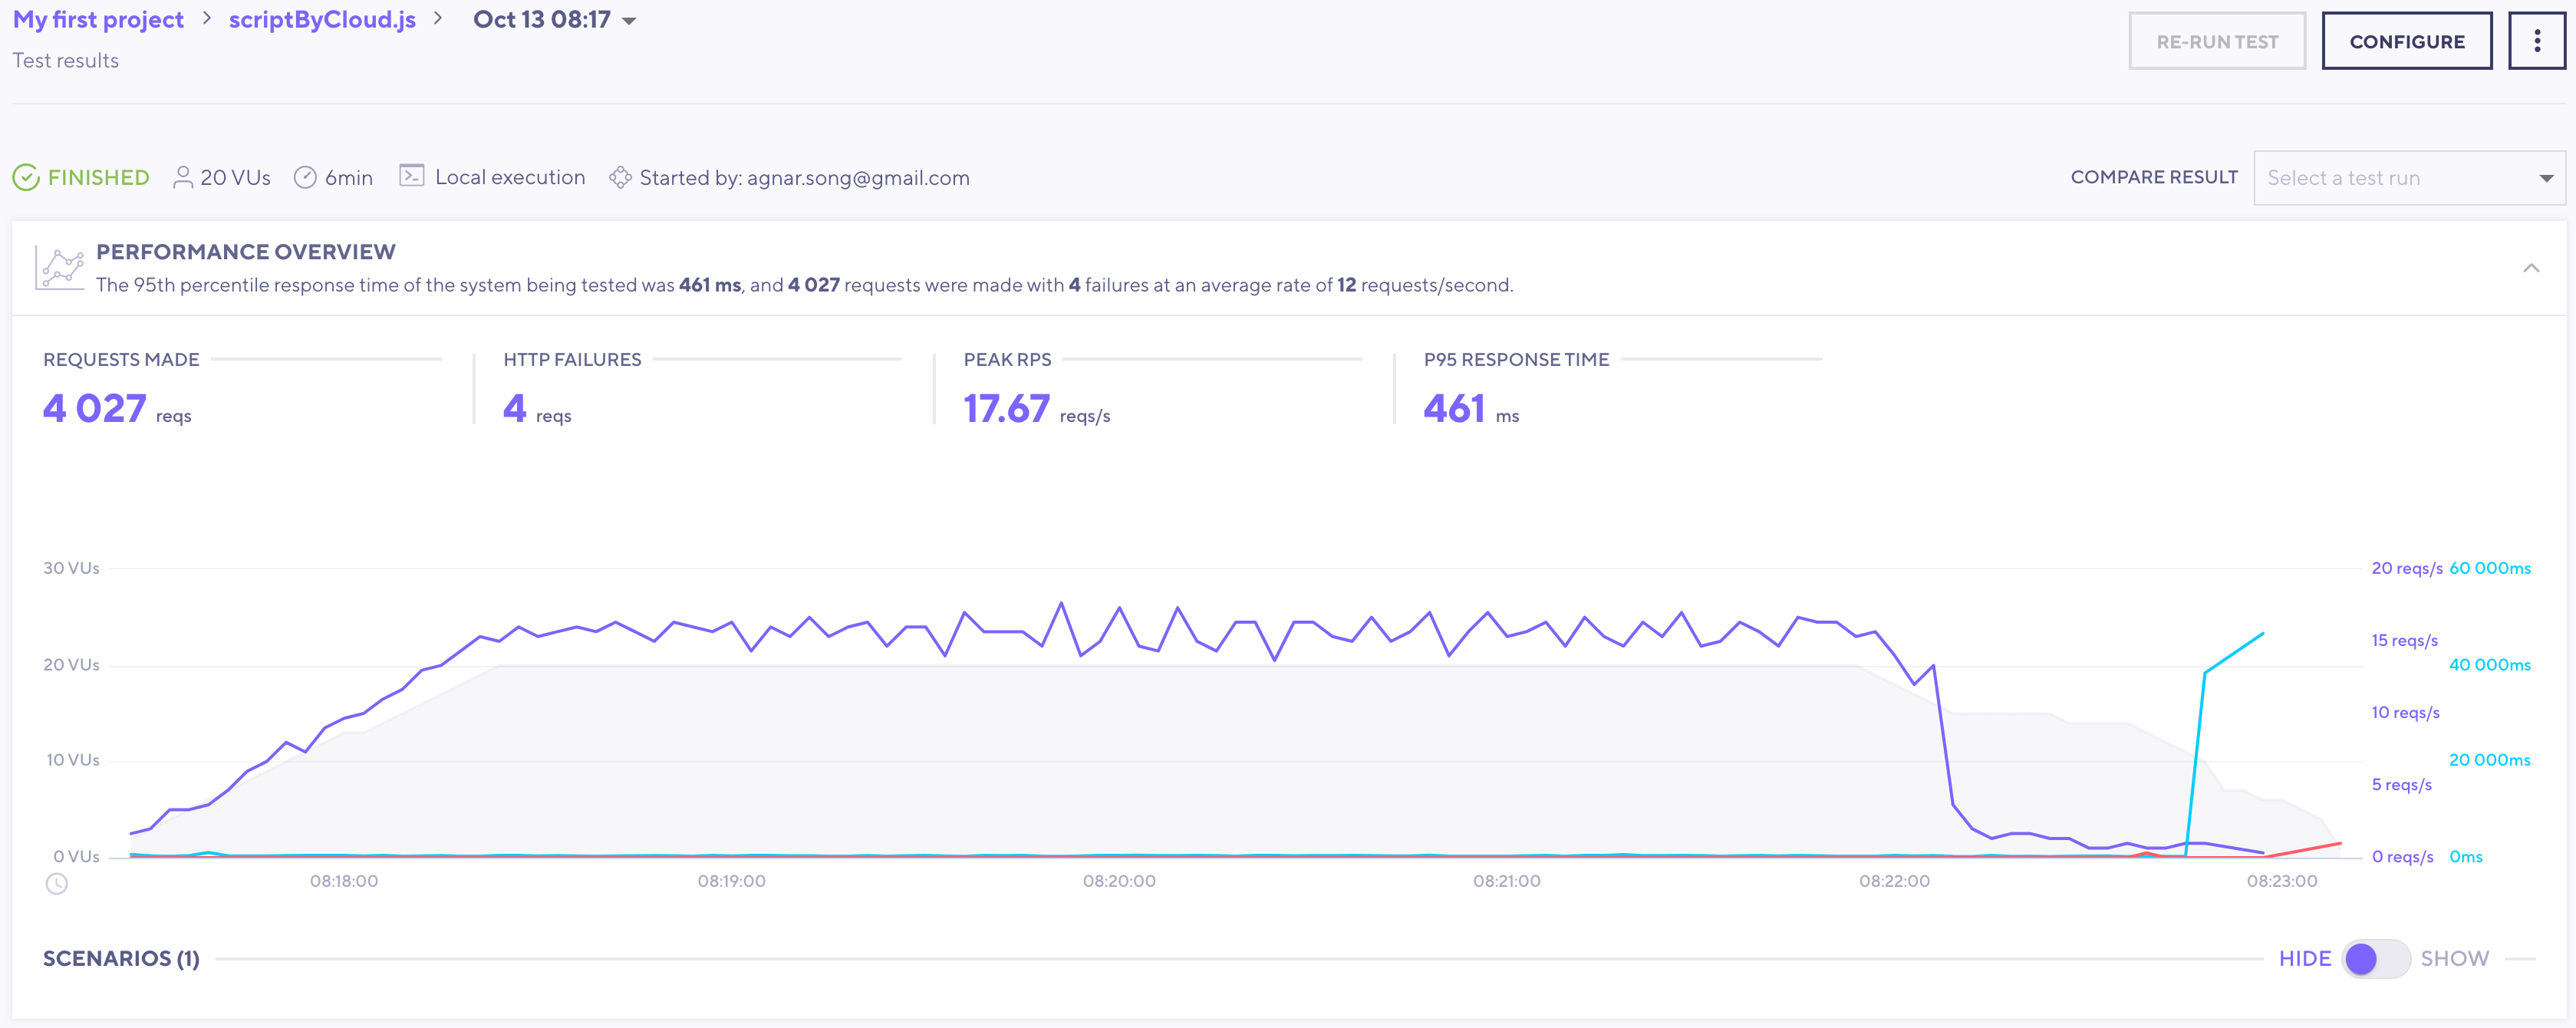 My first project > scriptByCloud.js > Oct 13 08:17
Test results
RE-RUN TEST
CONFIGURE
FINISHED 20 VUs 6min Local execution Started by: agnar.song@gmail.com
COMPARE RESULT Select a test run
PERFORMANCE OVERVIEW
The 95th percentile response time of the system being tested was 461 ms, and 4 027 requests were made with 4 failures at an average rate of 12 requests/second.
REQUESTS MADE
4 027 reqs
HTTP FAILURES
4 reqs
PEAK RPS
17.67 reqs/s
P95 RESPONSE TIME
461 ms
30 VUs
20 VUs
10 VUs
0 VUs
20 reqs/s 60 000ms
15 reqs/s
40 000ms
10 reqs/s
20 000ms
5 reqs/s
0 reqs/s 0ms
08:18:00 08:19:00 08:20:00 08:21:00 08:22:00 08:23:00
SCENARIOS (1)
HIDE SHOW